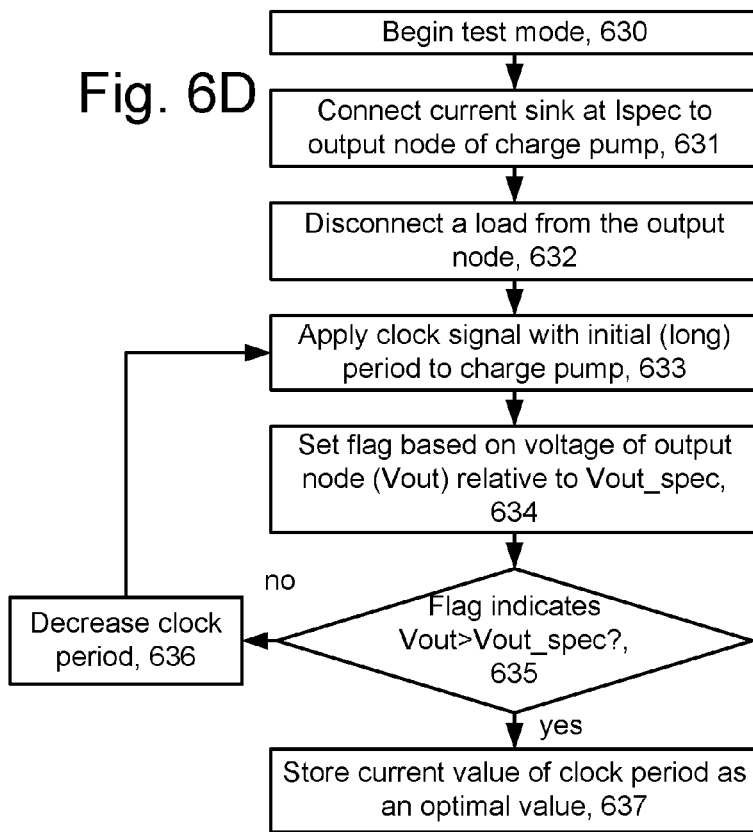 Begin test mode, 630
Fig. 6D
Connect current sink at Ispec to
output node of charge pump, 631
Disconnect a load from the output
node, 632
Apply clock signal with initial (long)
period to charge pump, 633
Set flag based on voltage of output
node (Vout) relative to Vout_spec,
634
no
Flag indicates
Vout>Vout_spec?,
635
Decrease clock
period, 636
yes
Store current value of clock period as
an optimal value, 637